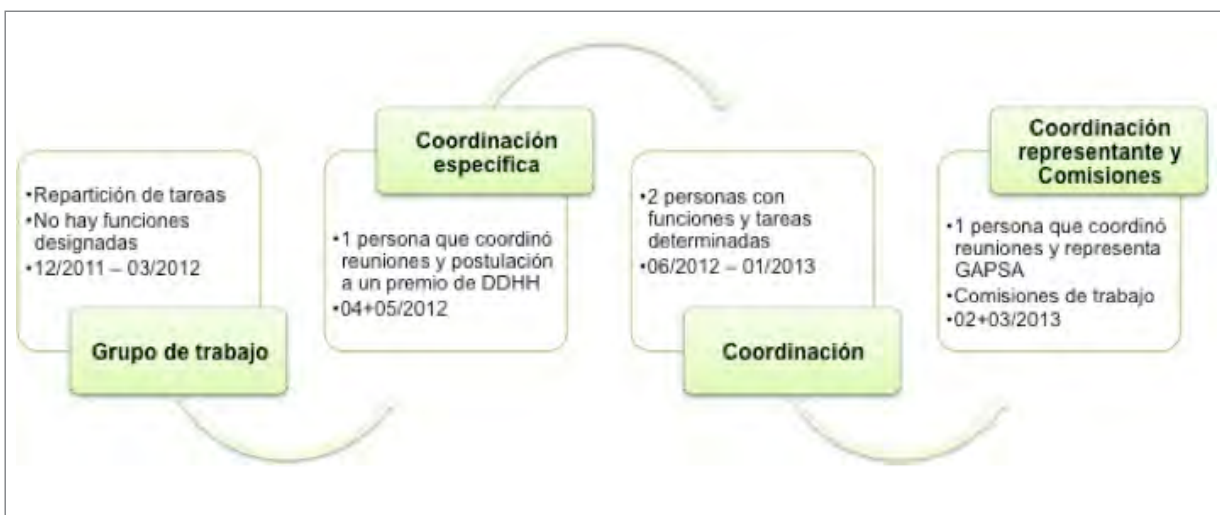 •Repartición de tareas
•No hay funciones
designadas
•12/2011 – 03/2012
Grupo de trabajo
Coordinación
específica
•1 persona que coordinó
reuniones y postulación
a un premio de DDHH
•04+05/2012
•2 personas con
funciones y tareas
determinadas
•06/2012 – 01/2013
Coordinación
Coordinación
representante y
Comisiones
•1 persona que coordinó
reuniones y representa
GAPSA
•Comisiones de trabajo
•02+03/2013